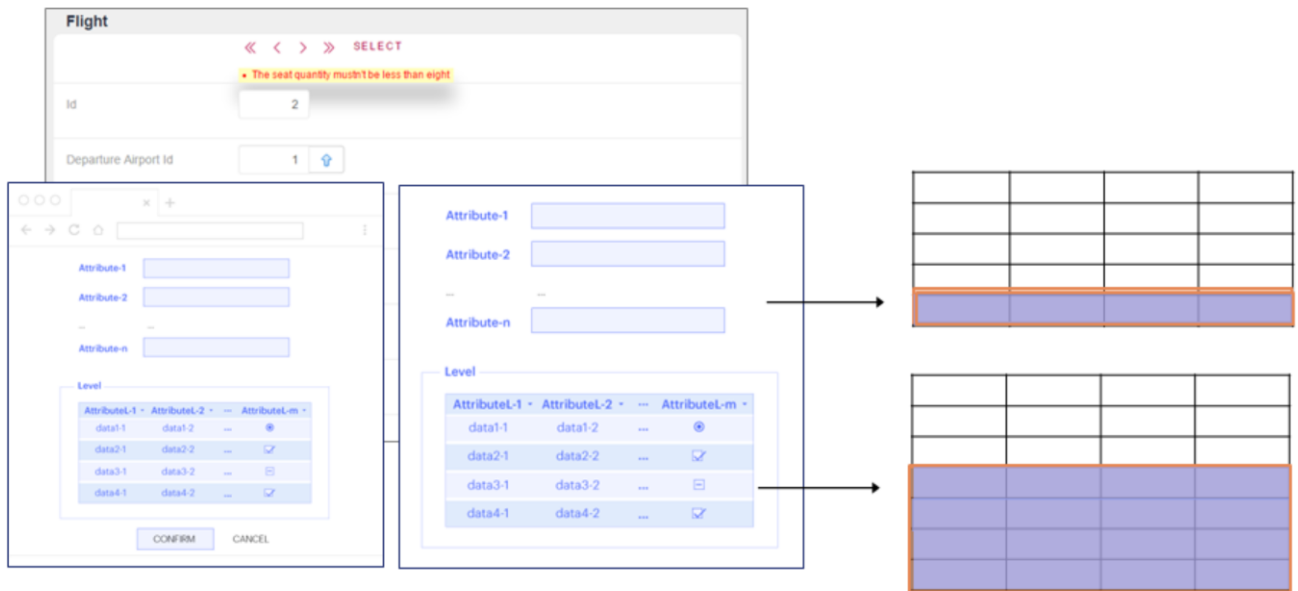 Flight
SELECT
• The seat quantity mustn't be less than eight
Id 2
Departure Airport Id 1
Attribute-1
Attribute-2
... ...
Attribute-n
Level
AttributeL-1 AttributeL-2 ... AttributeL-m
data1-1 data1-2 ...
data2-1 data2-2 ...
data3-1 data3-2 ...
data4-1 data4-2 ...
CONFIRM CANCEL
Attribute-1
Attribute-2
... ...
Attribute-n
Level
AttributeL-1 AttributeL-2 ... AttributeL-m
data1-1 data1-2 ...
data2-1 data2-2 ...
data3-1 data3-2 ...
data4-1 data4-2 ...